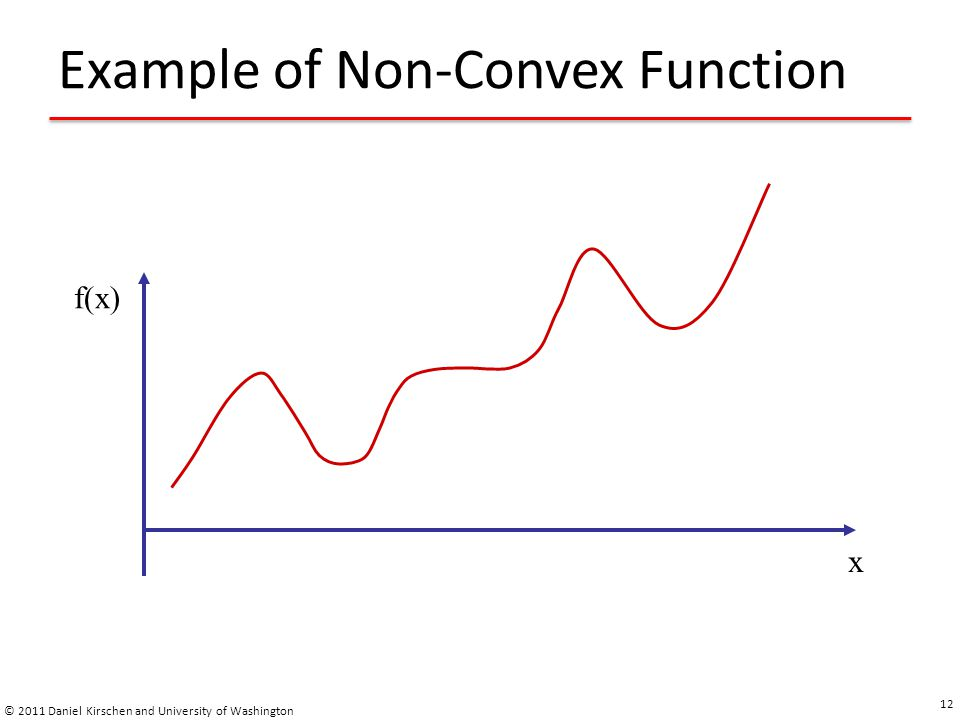 Example of Non-Convex Function
f(x)
x
© 2011 Daniel Kirschen and University of Washington
12